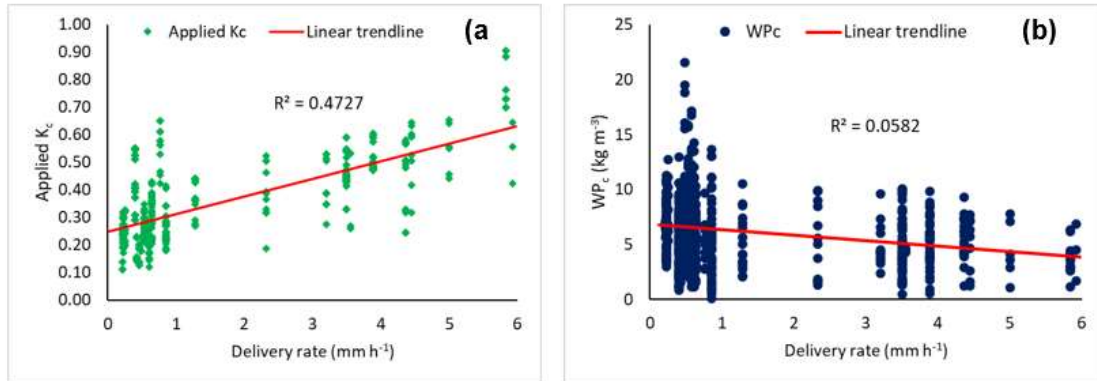 1.00
0.90
0.80
0.70
0.60
0.50
0.40
0.30
0.20
0.10
0.00
Applied Kc
Applied Kc Linear trendline (a
R² = 0.4727
0 1 2 3 4 5 6
Delivery rate (mm h⁻¹)
25
20
15
10
5
0
WPc (kg m⁻³)
WPc Linear trendline (b)
R² = 0.0582
0 1 2 3 4 5 6
Delivery rate (mm h⁻¹)